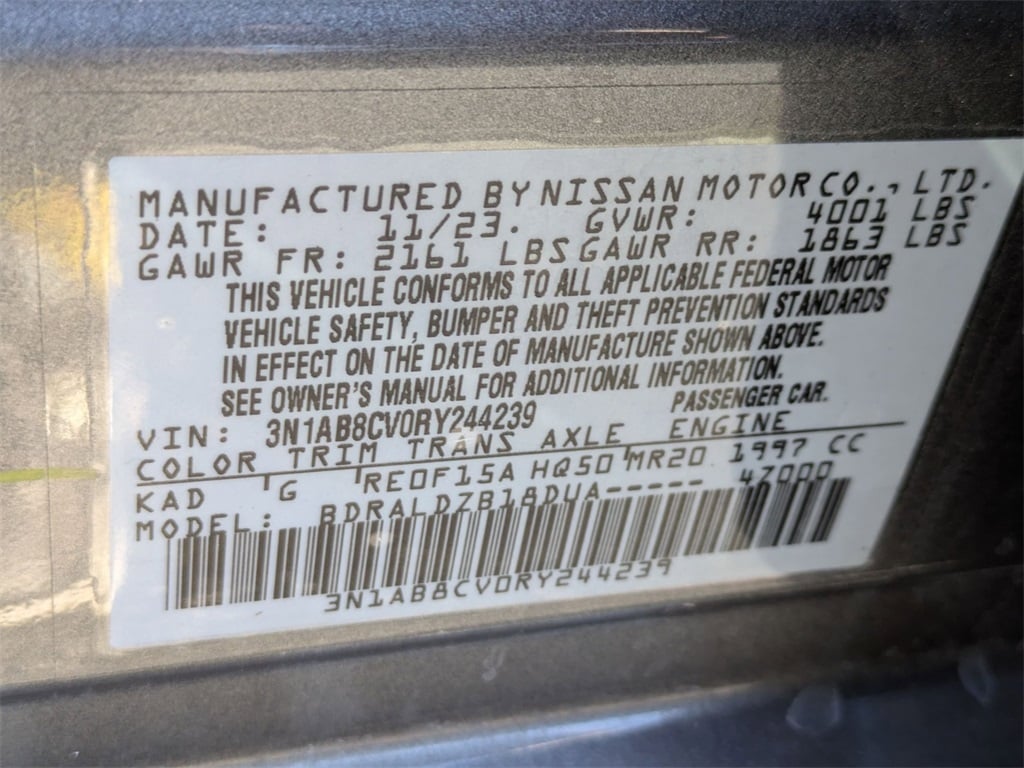 MANUFACTURED BY NISSAN MOTOR CO., LTD.
DATE: 11/23. GVWR: 4001 LBS
GAWR FR: 2161 LBS GAWR RR: 1863 LBS
THIS VEHICLE CONFORMS TO ALL APPLICABLE FEDERAL MOTOR
VEHICLE SAFETY, BUMPER AND THEFT PREVENTION STANDARDS
IN EFFECT ON THE DATE OF MANUFACTURE SHOWN ABOVE.
SEE OWNER'S MANUAL FOR ADDITIONAL INFORMATION.
VIN: 3N1AB8CV0RY244239 PASSENGER CAR.
COLOR TRIM TRANS AXLE ENGINE
KAD G RE0F15A HQ50 MR20 1997 CC
MODEL: BDRALDZB18DUA----- 47000
3N1AB8CV0RY244239